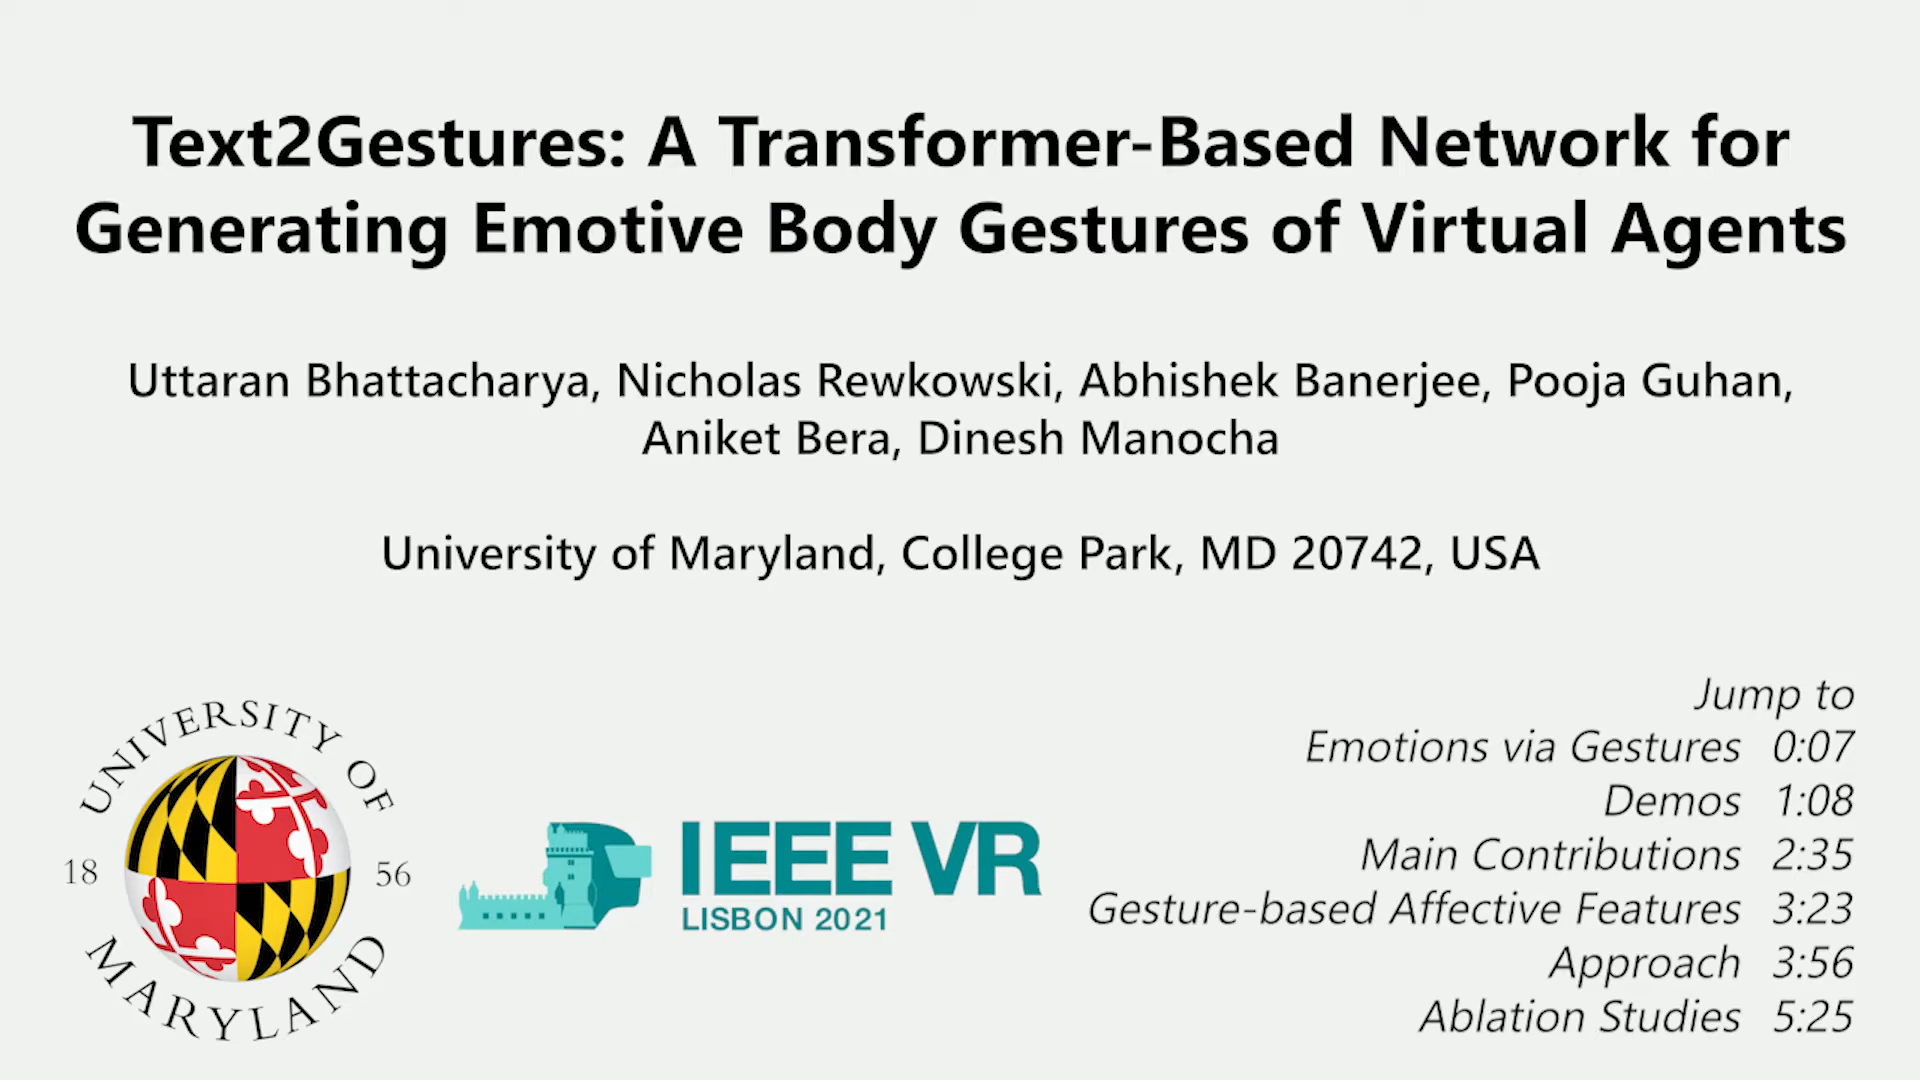 Text2Gestures: A Transformer-Based Network for
Generating Emotive Body Gestures of Virtual Agents
Uttaran Bhattacharya, Nicholas Rewkowski, Abhishek Banerjee, Pooja Guhan,
Aniket Bera, Dinesh Manocha
University of Maryland, College Park, MD 20742, USA
UNIVERSITY OF
18 56
MARYLAND
IEEE VR
LISBON 2021
Jump to
Emotions via Gestures 0:07
Demos 1:08
Main Contributions 2:35
Gesture-based Affective Features 3:23
Approach 3:56
Ablation Studies 5:25